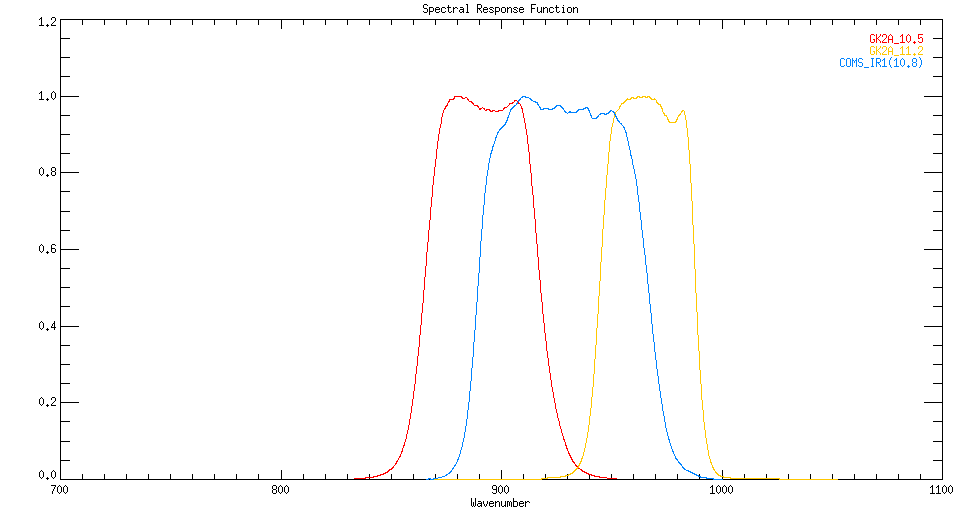 Spectral Response Function
1.2
GK2A_10.5
GK2A_11.2
COMS_IR1(10.8)
1.0
0.8
0.6
0.4
0.2
0.0
700 800 900 1000 1100
Wavenumber